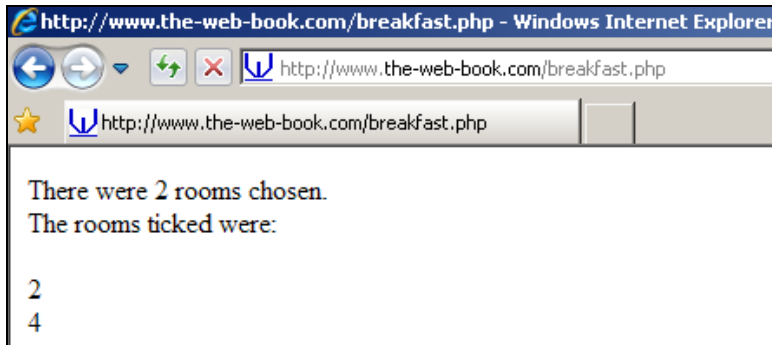 http://www.the-web-book.com/breakfast.php - Windows Internet Explorer
http://www.the-web-book.com/breakfast.php
http://www.the-web-book.com/breakfast.php
There were 2 rooms chosen.
The rooms ticked were:
2
4